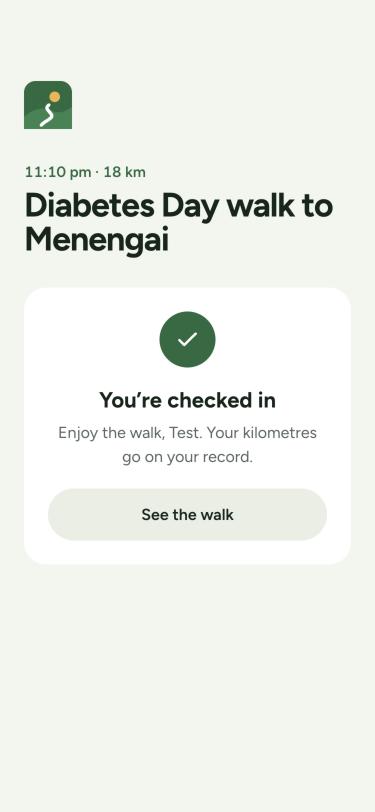 11:10 pm · 18 km
Diabetes Day walk to
Menengai
You’re checked in
Enjoy the walk, Test. Your kilometres
go on your record.
See the walk